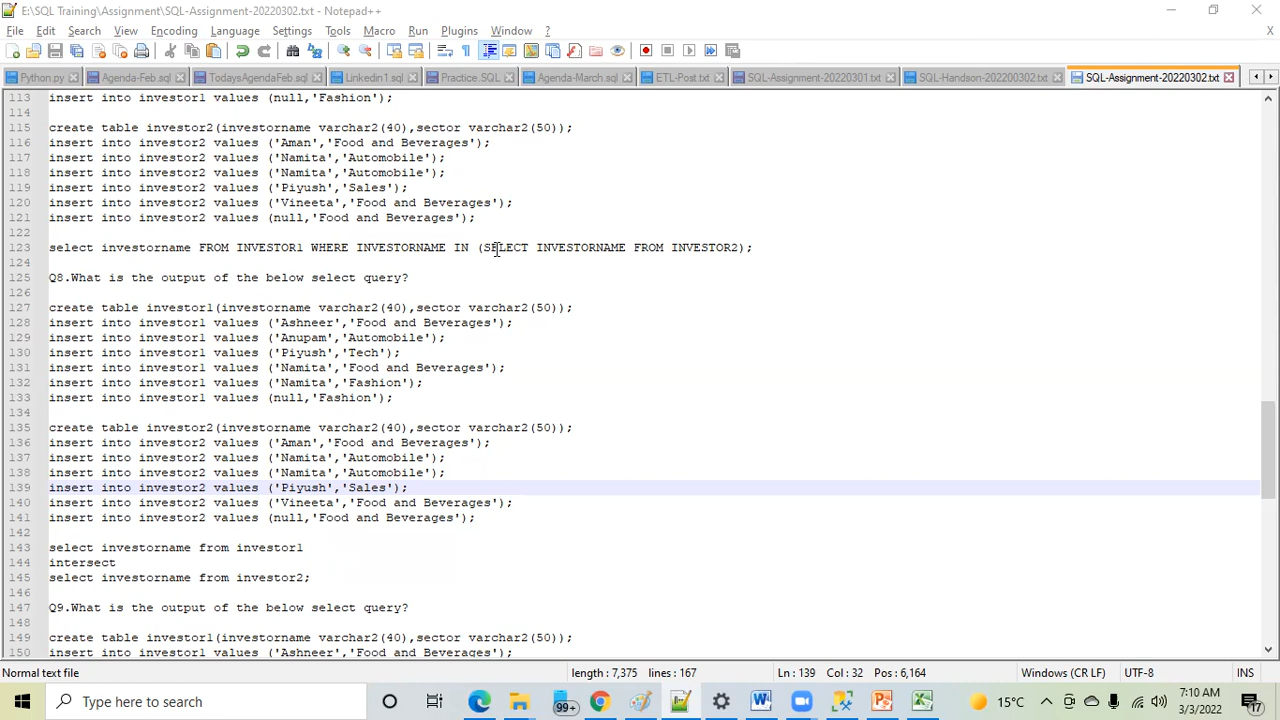 E:\SQL Training\Assignment\SQL-Assignment-20220302.txt - Notepad++
File Edit Search View Encoding Language Settings Tools Macro Run Plugins Window ? X
Python.py Agenda-Feb.sql TodaysAgendaFeb.sql Linkedin1.sql Practice.SQL Agenda-March.sql ETL-Post.txt SQL-Assignment-20220301.txt SQL-Handson-202200302.txt SQL-Assignment-20220302.txt
113 insert into investor1 values (null,'Fashion');
114
115 create table investor2(investorname varchar2(40),sector varchar2(50));
116 insert into investor2 values ('Aman','Food and Beverages');
117 insert into investor2 values ('Namita','Automobile');
118 insert into investor2 values ('Namita','Automobile');
119 insert into investor2 values ('Piyush','Sales');
120 insert into investor2 values ('Vineeta','Food and Beverages');
121 insert into investor2 values (null,'Food and Beverages');
122
123 select investorname FROM INVESTOR1 WHERE INVESTORNAME IN (SELECT INVESTORNAME FROM INVESTOR2);
124
125 Q8.What is the output of the below select query?
126
127 create table investor1(investorname varchar2(40),sector varchar2(50));
128 insert into investor1 values ('Ashneer','Food and Beverages');
129 insert into investor1 values ('Anupam','Automobile');
130 insert into investor1 values ('Piyush','Tech');
131 insert into investor1 values ('Namita','Food and Beverages');
132 insert into investor1 values ('Namita','Fashion');
133 insert into investor1 values (null,'Fashion');
134
135 create table investor2(investorname varchar2(40),sector varchar2(50));
136 insert into investor2 values ('Aman','Food and Beverages');
137 insert into investor2 values ('Namita','Automobile');
138 insert into investor2 values ('Namita','Automobile');
139 insert into investor2 values ('Piyush','Sales');
140 insert into investor2 values ('Vineeta','Food and Beverages');
141 insert into investor2 values (null,'Food and Beverages');
142
143 select investorname from investor1
144 intersect
145 select investorname from investor2;
146
147 Q9.What is the output of the below select query?
148
149 create table investor1(investorname varchar2(40),sector varchar2(50));
150 insert into investor1 values ('Ashneer','Food and Beverages');
Normal text file length : 7,375 lines : 167 Ln : 139 Col : 32 Pos : 6,164 Windows (CR LF) UTF-8 INS
Type here to search 99+ 15°C 7:10 AM
3/3/2022 17